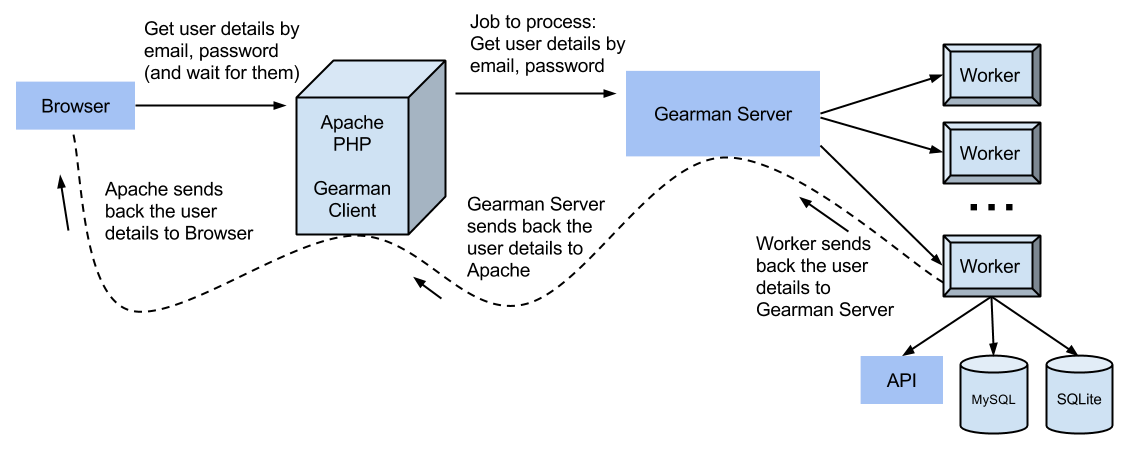 Get user details by
email, password
(and wait for them)
Job to process:
Get user details by
email, password
Browser
Apache
PHP
Gearman
Client
Gearman Server
Worker
Worker
...
Worker
Apache sends
back the user
details to Browser
Gearman Server
sends back the
user details to
Apache
Worker sends
back the user
details to
Gearman Server
API
MySQL
SQLite